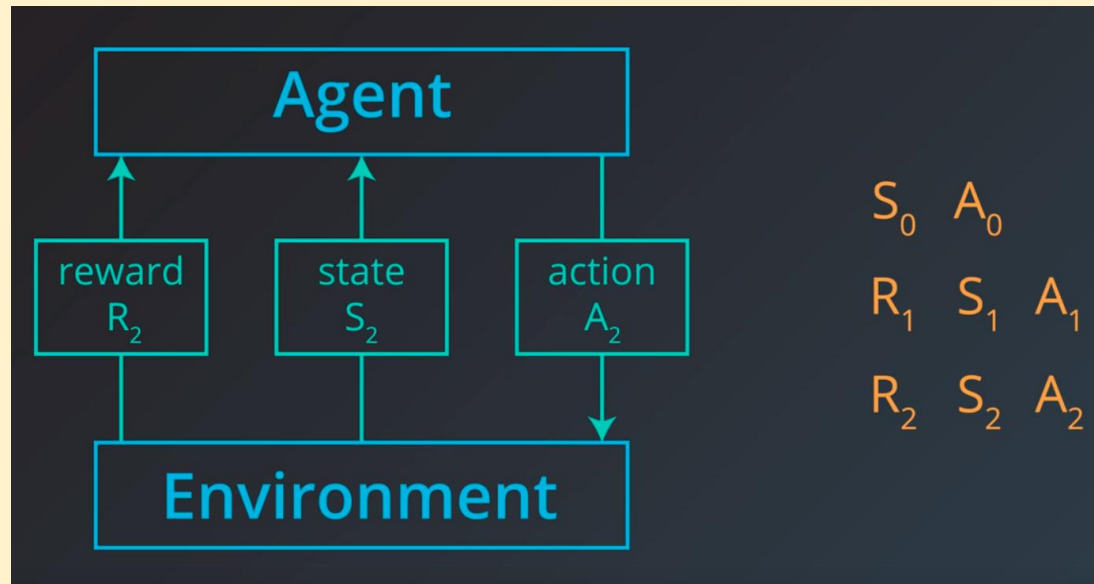 Agent
reward
R₂
state
S₂
action
A₂
Environment
S₀ A₀
R₁ S₁ A₁
R₂ S₂ A₂